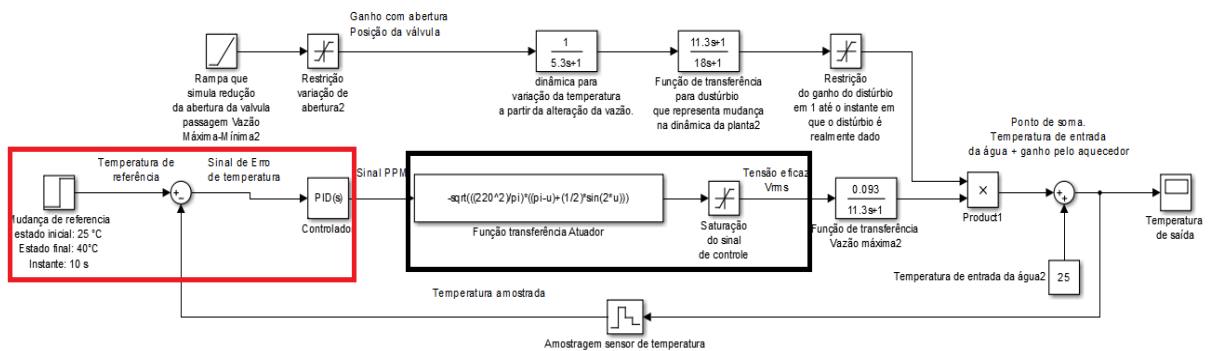 Ganho com abertura
Posição da válvula
Rampa que
simula redução
da abertura da valvula
passagem Vazão
Máxima-Mínima2
Restrição
variação de
abertura2
1
5.3s+1
dinâmica para
variação da temperatura
a partir da alteração da vazão.
11.3s+1
18s+1
Função de transferência
para dustúrbio
que representa mudança
na dinâmica da planta2
Restrição
do ganho do distúrbio
em 1 até o instante em
que o distúrbio é
realmente dado
Ponto de soma.
Temperatura de entrada
da água + ganho pelo aquecedor
Temperatura de
referência
Sinal de Erro
de temperatura
Sinal PPM
Tensão eficaz
Vrms
Mudança de referencia
estado inicial: 25 °C
Estado final: 40°C
Instante: 10 s
PID(s)
Controlado
-sqrt(((220^2)/pi)*((pi-u)+(1/2)*sin(2*u)))
Função transferência Atuador
Saturação
do sinal
de controle
0.093
11.3s+1
Função de transferência
Vazão máxima2
×
Product1
Temperatura
de saída
Temperatura de entrada da água2
25
Temperatura amostrada
Amostragem sensor de temperatura